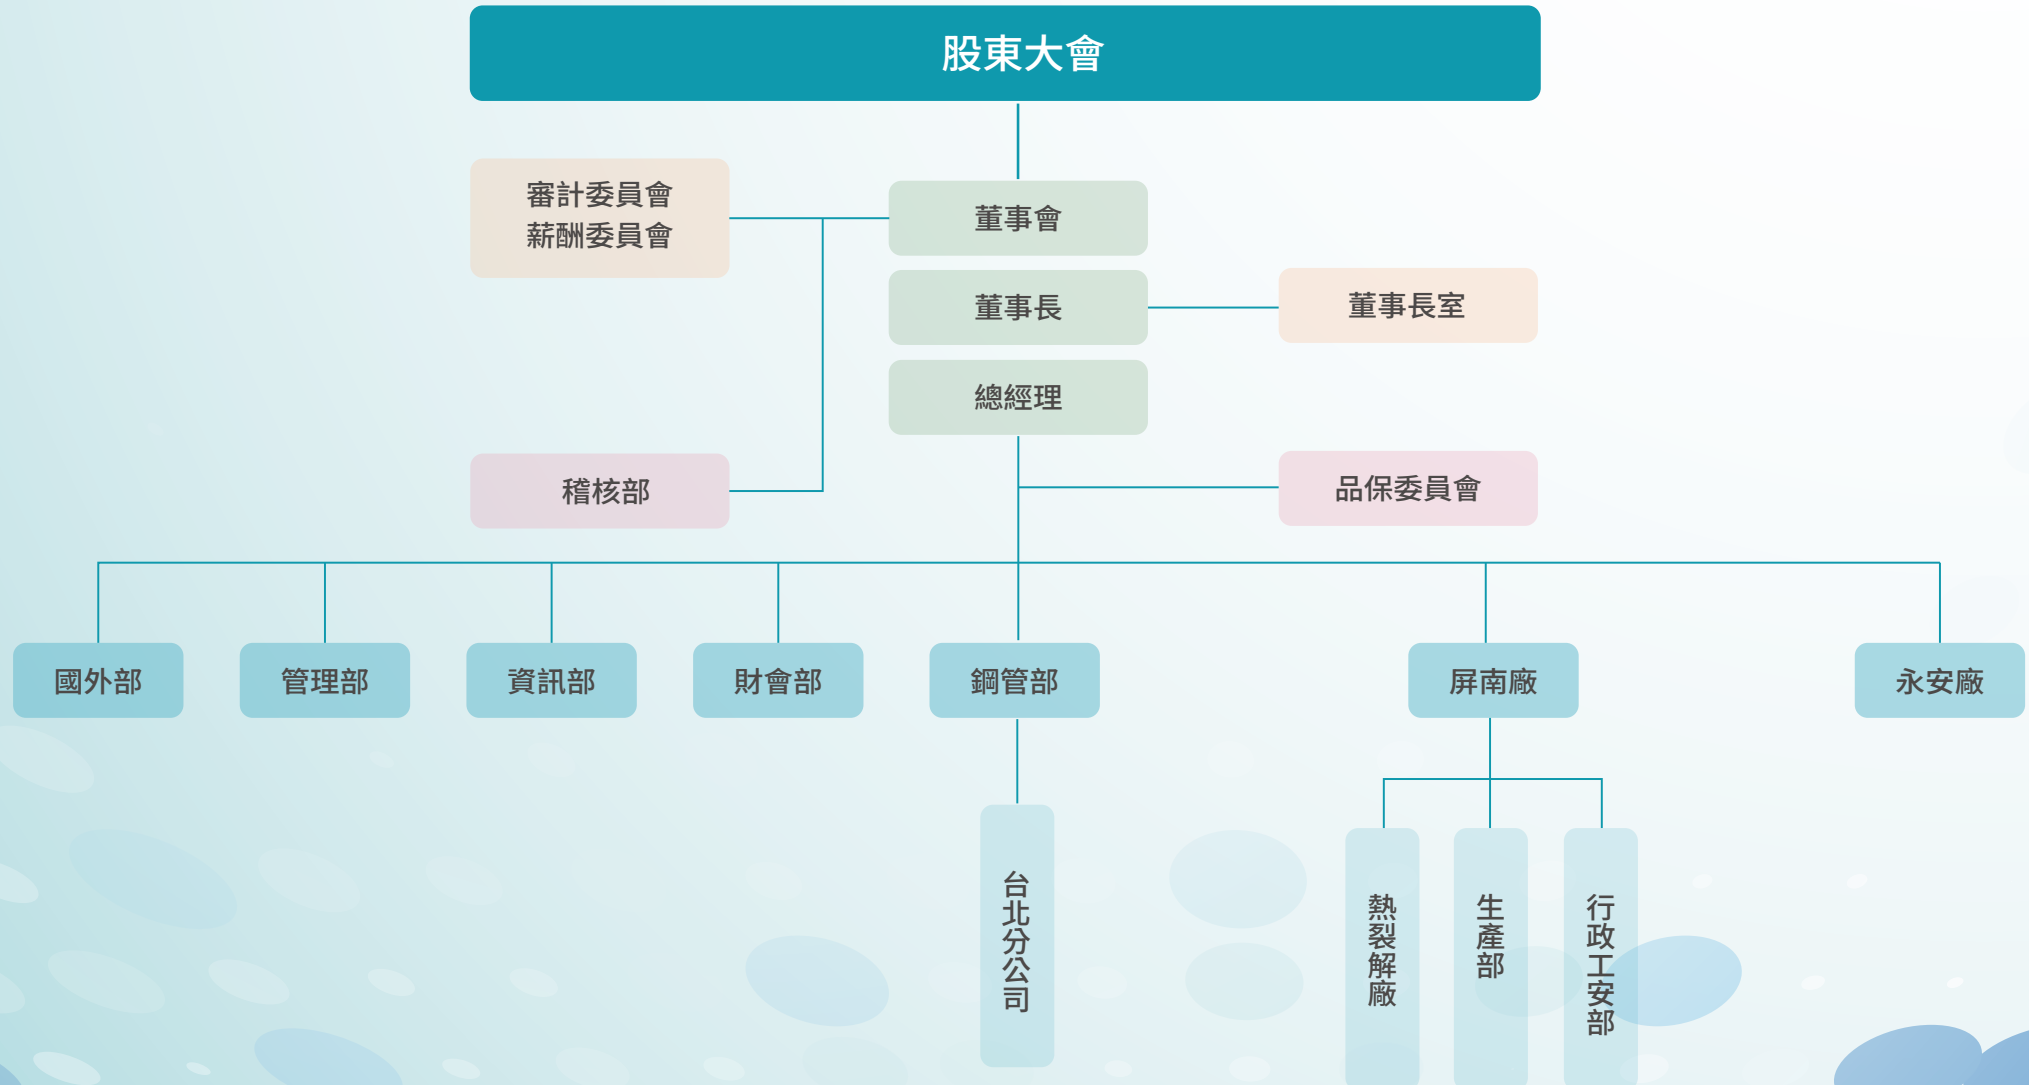 股東大會
審計委員會
薪酬委員會
董事會
董事長
董事長室
總經理
稽核部
品保委員會
國外部
管理部
資訊部
財會部
鋼管部
屏南廠
永安廠
台北分公司
熱裂解廠
生產部
行政工安部